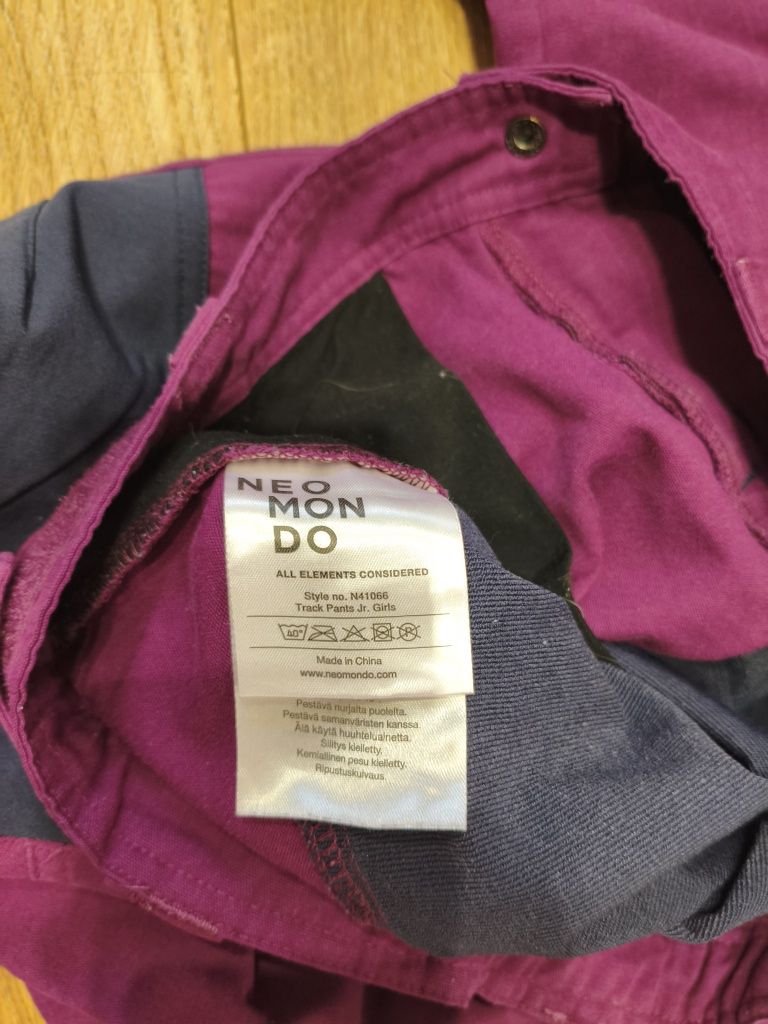 NEO
MON
DO
ALL ELEMENTS CONSIDERED
Style no. N41066
Track Pants Jr. Girls
40°
Made in China
www.neomondo.com
Pestävä nurjalta puolelta.
Pestävä samanväristen kanssa.
Älä käytä huuhteluainetta.
Silitys kielletty.
Kemiallinen pesu kielletty.
Ripustuskuivaus.